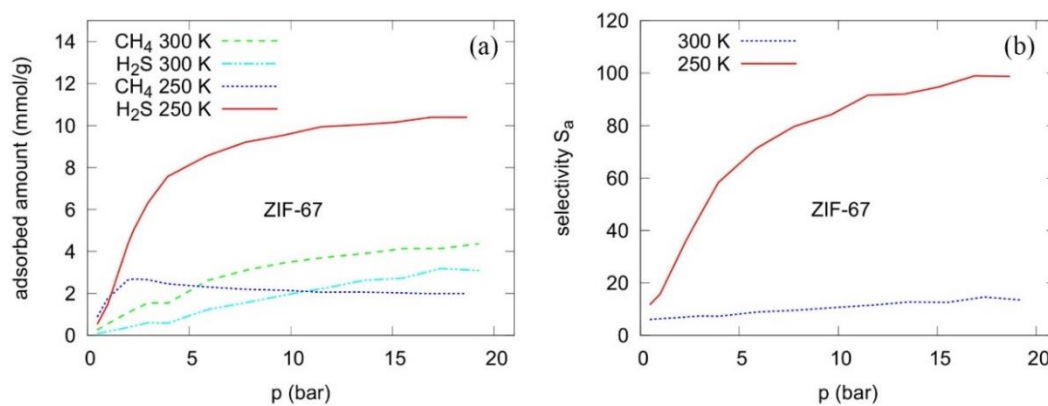 (a)
CH₄ 300 K
H₂S 300 K
CH₄ 250 K
H₂S 250 K
ZIF-67
adsorbed amount (mmol/g)
14
12
10
8
6
4
2
0
0 5 10 15 20
p (bar)
(b)
300 K
250 K
ZIF-67
selectivity Sₐ
120
100
80
60
40
20
0
0 5 10 15 20
p (bar)